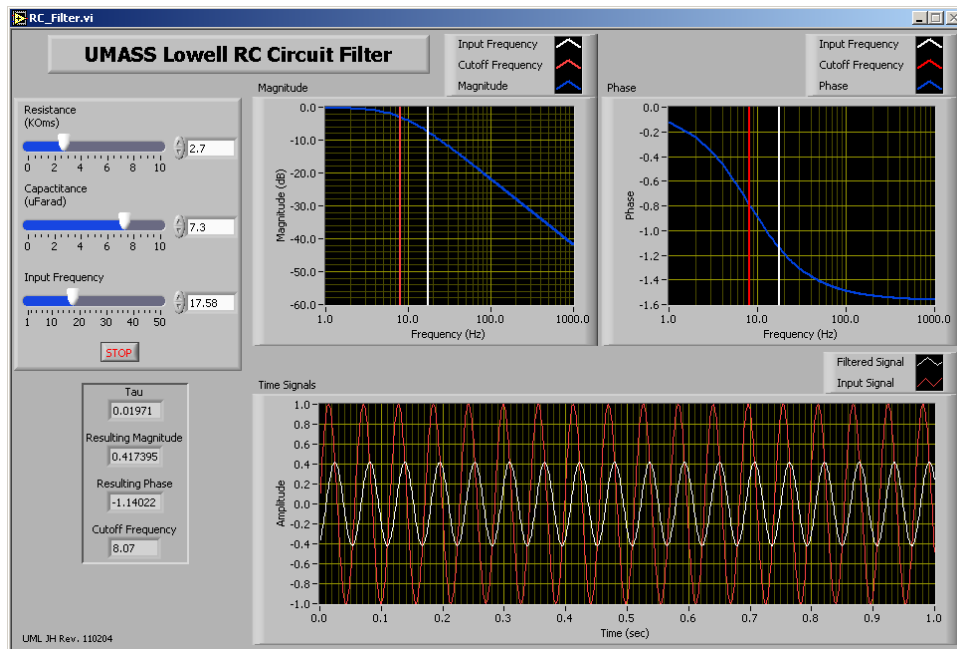 RC_Filter.vi
UMASS Lowell RC Circuit Filter
Input Frequency
Cutoff Frequency
Magnitude
Input Frequency
Cutoff Frequency
Phase
Resistance
(KOms)
0 2 4 6 8 10
2.7
Capactitance
(uFarad)
0 2 4 6 8 10
7.3
Input Frequency
1 10 20 30 40 50
17.58
STOP
Magnitude
Magnitude (dB)
0.0
-10.0
-20.0
-30.0
-40.0
-50.0
-60.0
1.0 10.0 100.0 1000.0
Frequency (Hz)
Phase
Phase
0.0
-0.2
-0.4
-0.6
-0.8
-1.0
-1.2
-1.4
-1.6
1.0 10.0 100.0 1000.0
Frequency (Hz)
Tau
0.01971
Resulting Magnitude
0.417395
Resulting Phase
-1.14022
Cutoff Frequency
8.07
Filtered Signal
Input Signal
Time Signals
Amplitude
1.0
0.8
0.6
0.4
0.2
0.0
-0.2
-0.4
-0.6
-0.8
-1.0
0.0 0.1 0.2 0.3 0.4 0.5 0.6 0.7 0.8 0.9 1.0
Time (sec)
UML JH Rev. 110204